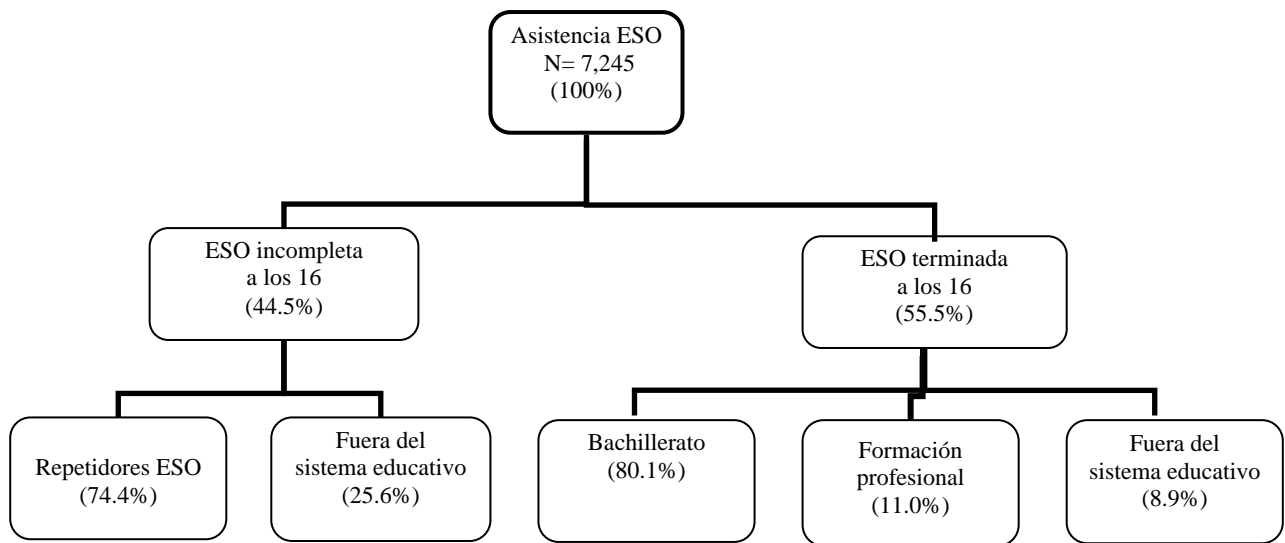 Asistencia ESO
N= 7,245
(100%)
ESO incompleta
a los 16
(44.5%)
ESO terminada
a los 16
(55.5%)
Repetidores ESO
(74.4%)
Fuera del
sistema educativo
(25.6%)
Bachillerato
(80.1%)
Formación
profesional
(11.0%)
Fuera del
sistema educativo
(8.9%)